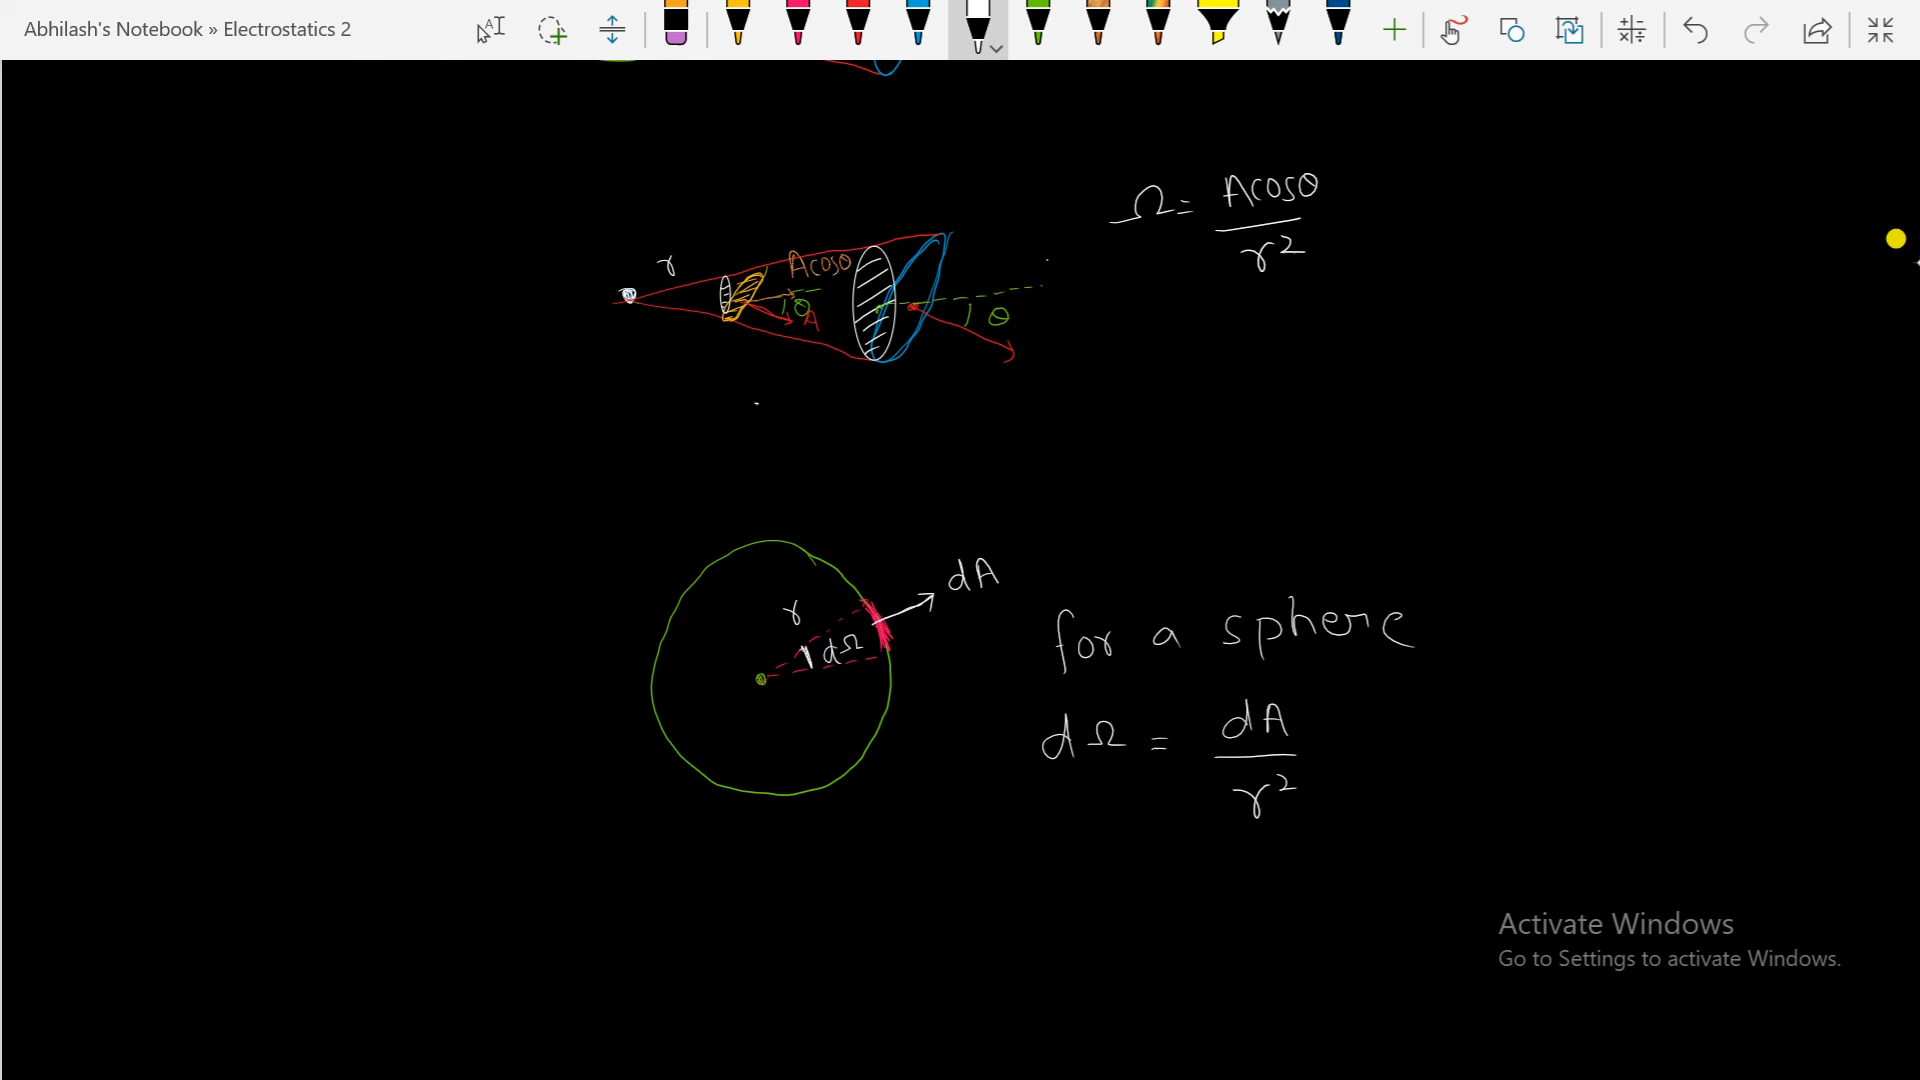 Abhilash's Notebook » Electrostatics 2
Ω = Acosθ / r²
r
Acosθ
θ
A
θ
dA
r
dΩ
for a sphere
dΩ = dA / r²
Activate Windows
Go to Settings to activate Windows.